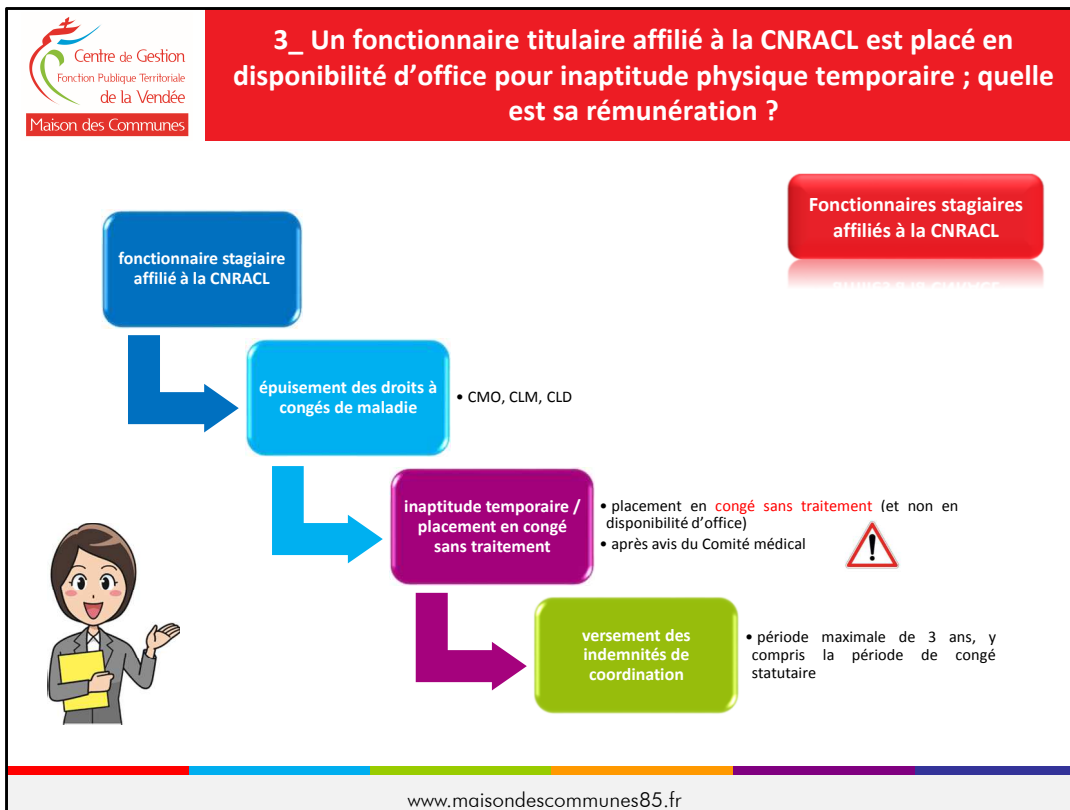 Centre de Gestion
Fonction Publique Territoriale
de la Vendée
Maison des Communes
3_ Un fonctionnaire titulaire affilié à la CNRACL est placé en
disponibilité d'office pour inaptitude physique temporaire ; quelle
est sa rémunération ?
Fonctionnaires stagiaires
affiliés à la CNRACL
fonctionnaire stagiaire
affilié à la CNRACL
épuisement des droits à
congés de maladie
• CMO, CLM, CLD
inaptitude temporaire /
placement en congé
sans traitement
• placement en congé sans traitement (et non en
disponibilité d'office)
• après avis du Comité médical
!
versement des
indemnités de
coordination
• période maximale de 3 ans, y
compris la période de congé
statutaire
www.maisondescommunes85.fr